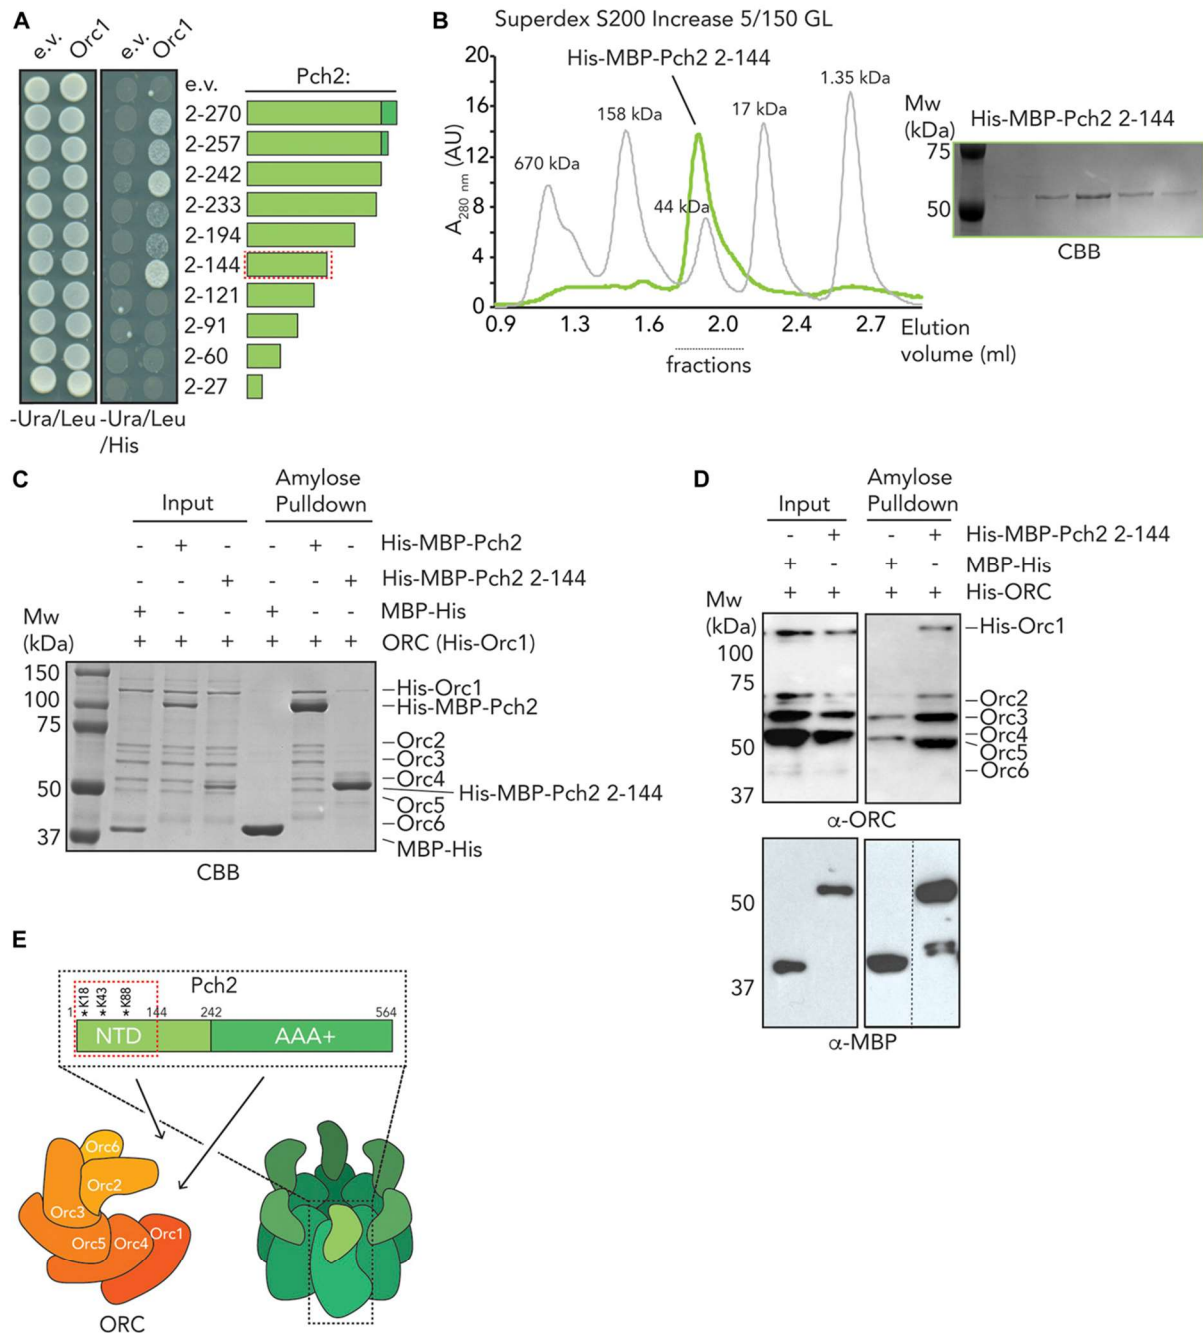 A
e.v. Orc1 e.v. Orc1
e.v. Pch2:
2-270
2-257
2-242
2-233
2-194
2-144
2-121
2-91
2-60
2-27
-Ura/Leu -Ura/Leu
/His
B
Superdex S200 Increase 5/150 GL
His-MBP-Pch2 2-144
A280 nm (AU)
20
16
12
8
4
0
670 kDa
158 kDa
44 kDa
17 kDa
1.35 kDa
0.9 1.3 1.6 2.0 2.4 2.7
Elution
volume (ml)
fractions
Mw
(kDa)
His-MBP-Pch2 2-144
75
50
CBB
C
Input
Amylose
Pulldown
- + - - + - His-MBP-Pch2
- - + - - + His-MBP-Pch2 2-144
+ - - + - - MBP-His
+ + + + + + ORC (His-Orc1)
Mw
(kDa)
150
100
75
50
37
His-Orc1
His-MBP-Pch2
Orc2
Orc3
Orc4
His-MBP-Pch2 2-144
Orc5
Orc6
MBP-His
CBB
D
Input
Amylose
Pulldown
- + - + His-MBP-Pch2 2-144
+ - + - MBP-His
+ + + + His-ORC
Mw
(kDa)
100
75
50
37
His-Orc1
Orc2
Orc3
Orc4
Orc5
Orc6
α-ORC
50
37
α-MBP
E
Pch2
1 *K18 *K43 *K88 144 242 564
NTD AAA+
Orc6
Orc2
Orc3
Orc5 Orc4 Orc1
ORC